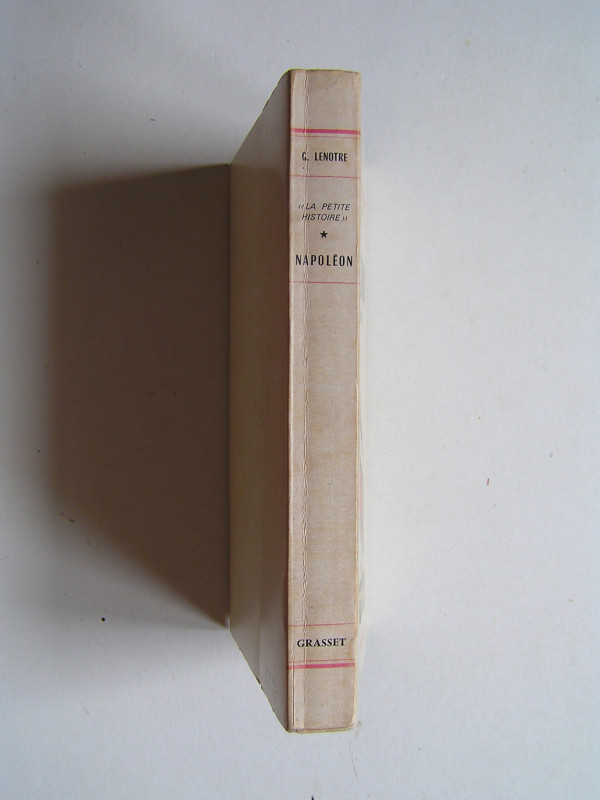 G. LENOTRE
«LA PETITE
HISTOIRE»
★
NAPOLÉON
GRASSET